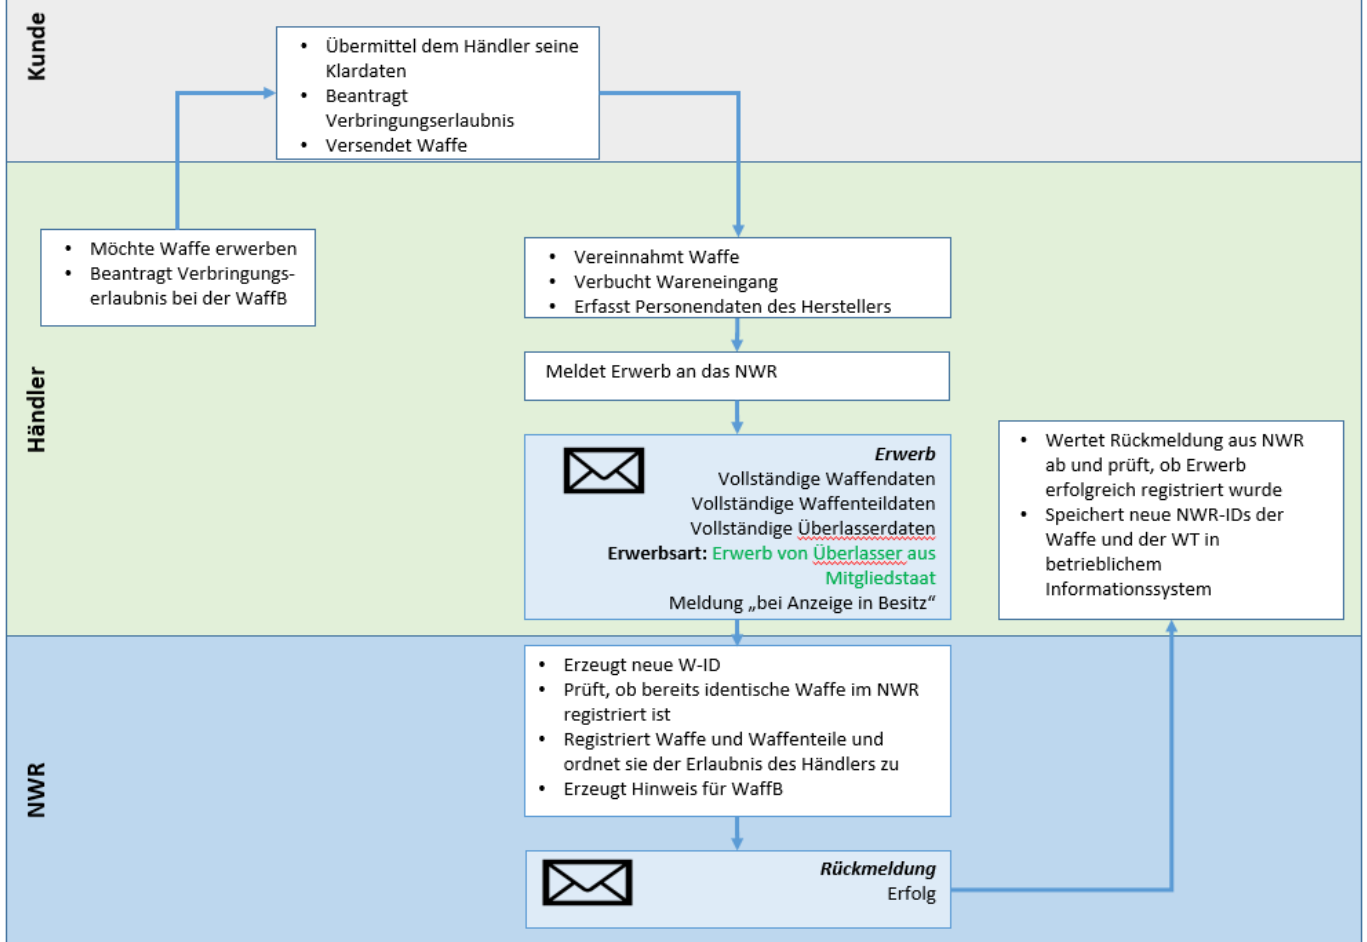 Kunde
• Übermittel dem Händler seine
Klardaten
• Beantragt
Verbringungserlaubnis
• Versendet Waffe
Händler
• Möchte Waffe erwerben
• Beantragt Verbringungs-
erlaubnis bei der WaffB
• Vereinnahmt Waffe
• Verbucht Wareneingang
• Erfasst Personendaten des Herstellers
Meldet Erwerb an das NWR
Erwerb
Vollständige Waffendaten
Vollständige Waffenteildaten
Vollständige Überlasserdaten
Erwerbsart: Erwerb von Überlasser aus
Mitgliedstaat
Meldung „bei Anzeige in Besitz“
• Wertet Rückmeldung aus NWR
ab und prüft, ob Erwerb
erfolgreich registriert wurde
• Speichert neue NWR-IDs der
Waffe und der WT in
betrieblichem
Informationssystem
NWR
• Erzeugt neue W-ID
• Prüft, ob bereits identische Waffe im NWR
registriert ist
• Registriert Waffe und Waffenteile und
ordnet sie der Erlaubnis des Händlers zu
• Erzeugt Hinweis für WaffB
Rückmeldung
Erfolg